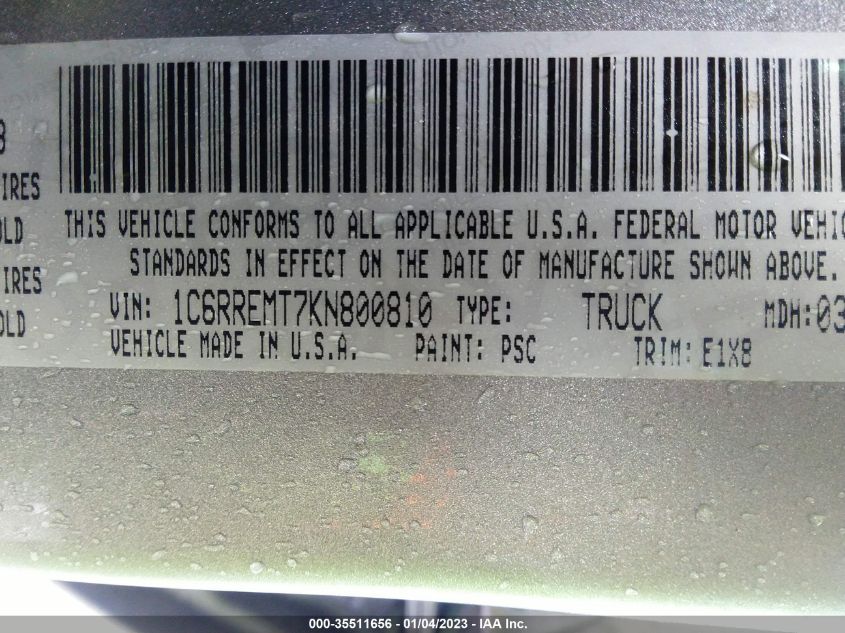 8
IRES
OLD
IRES
OLD
THIS VEHICLE CONFORMS TO ALL APPLICABLE U.S.A. FEDERAL MOTOR VEHIC
STANDARDS IN EFFECT ON THE DATE OF MANUFACTURE SHOWN ABOVE.
VIN: 1C6RREMT7KN800810 TYPE: TRUCK MDH:03
VEHICLE MADE IN U.S.A. PAINT: PSC TRIM: E1X8
000-35511656 - 01/04/2023 - IAA Inc.